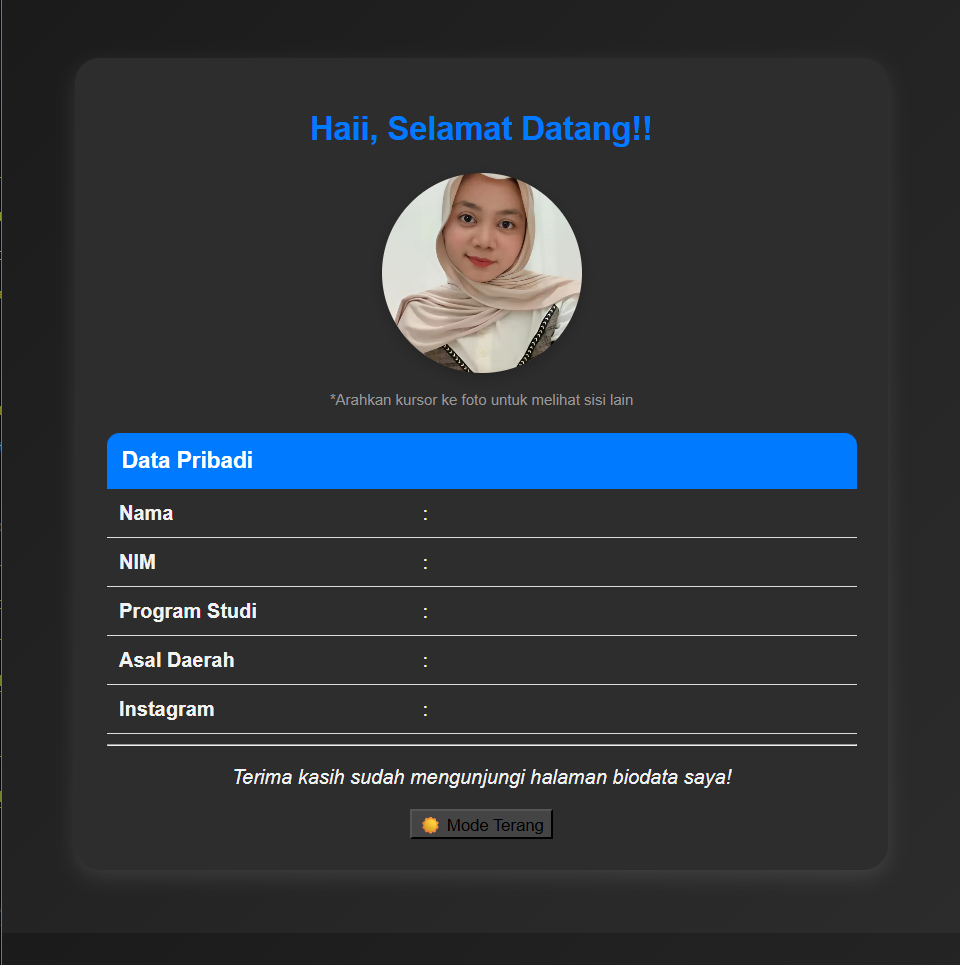 Haii, Selamat Datang!!
*Arahkan kursor ke foto untuk melihat sisi lain
Data Pribadi
Nama :
NIM :
Program Studi :
Asal Daerah :
Instagram :
Terima kasih sudah mengunjungi halaman biodata saya!
Mode Terang